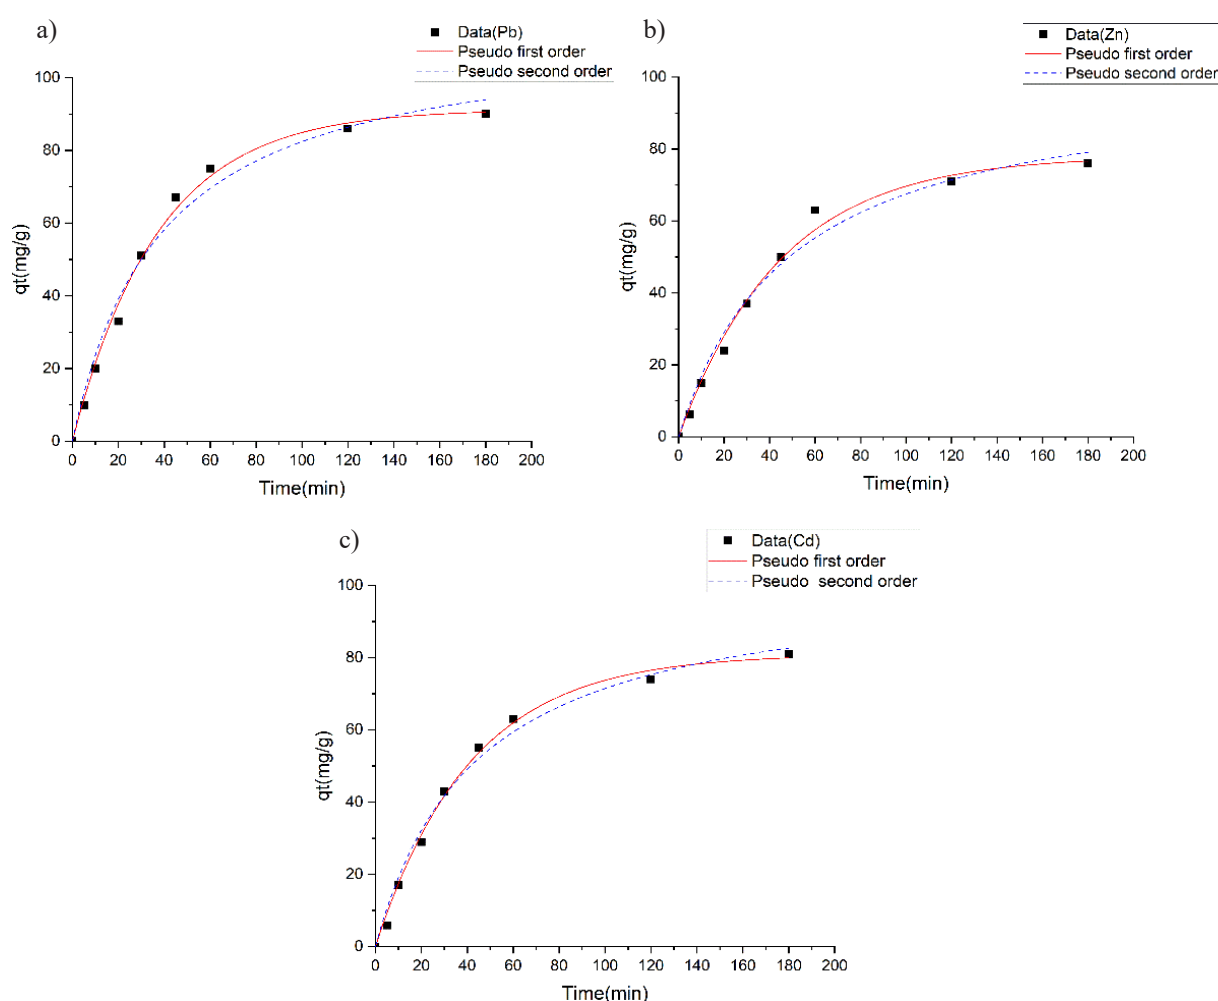 a)
Data(Pb)
Pseudo first order
Pseudo second order
100
80
60
40
20
0
qt(mg/g)
0 20 40 60 80 100 120 140 160 180 200
Time(min)
b)
Data(Zn)
Pseudo first order
Pseudo second order
100
80
60
40
20
0
qt(mg/g)
0 20 40 60 80 100 120 140 160 180 200
Time(min)
c)
Data(Cd)
Pseudo first order
Pseudo second order
100
80
60
40
20
0
qt(mg/g)
0 20 40 60 80 100 120 140 160 180 200
Time(min)